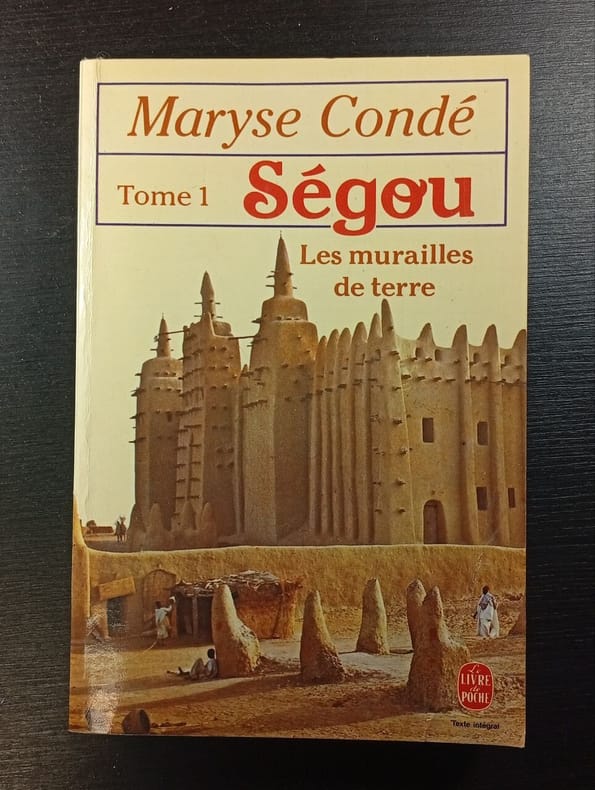 Maryse Condé
Tome 1 Ségou
Les murailles
de terre
Le
LIVRE
de
POCHE
Texte intégral